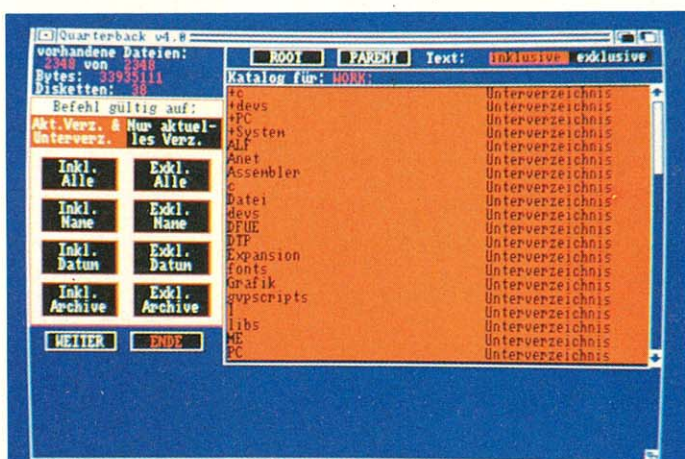 Quarterback v4.0
vorhandene Dateien:
2348 von 2348
Bytes: 33935111
Disketten: 38
ROOT PARENT Text: inklusive exklusive
Katalog für: WORK:
Befehl gültig auf:
Akt.Verz. & Unterverz.
Nur aktuel-les Verz.
Inkl. Alle
Exkl. Alle
Inkl. Name
Exkl. Name
Inkl. Datum
Exkl. Datum
Inkl. Archive
Exkl. Archive
WEITER ENDE
+c Unterverzeichnis
+devs Unterverzeichnis
+PC Unterverzeichnis
+System Unterverzeichnis
ALF Unterverzeichnis
Anet Unterverzeichnis
Assembler Unterverzeichnis
c Unterverzeichnis
Datei Unterverzeichnis
devs Unterverzeichnis
DFUE Unterverzeichnis
DTP Unterverzeichnis
Expansion Unterverzeichnis
fonts Unterverzeichnis
Grafik Unterverzeichnis
gvpscripts Unterverzeichnis
l Unterverzeichnis
libs Unterverzeichnis
ME Unterverzeichnis
PC Unterverzeichnis